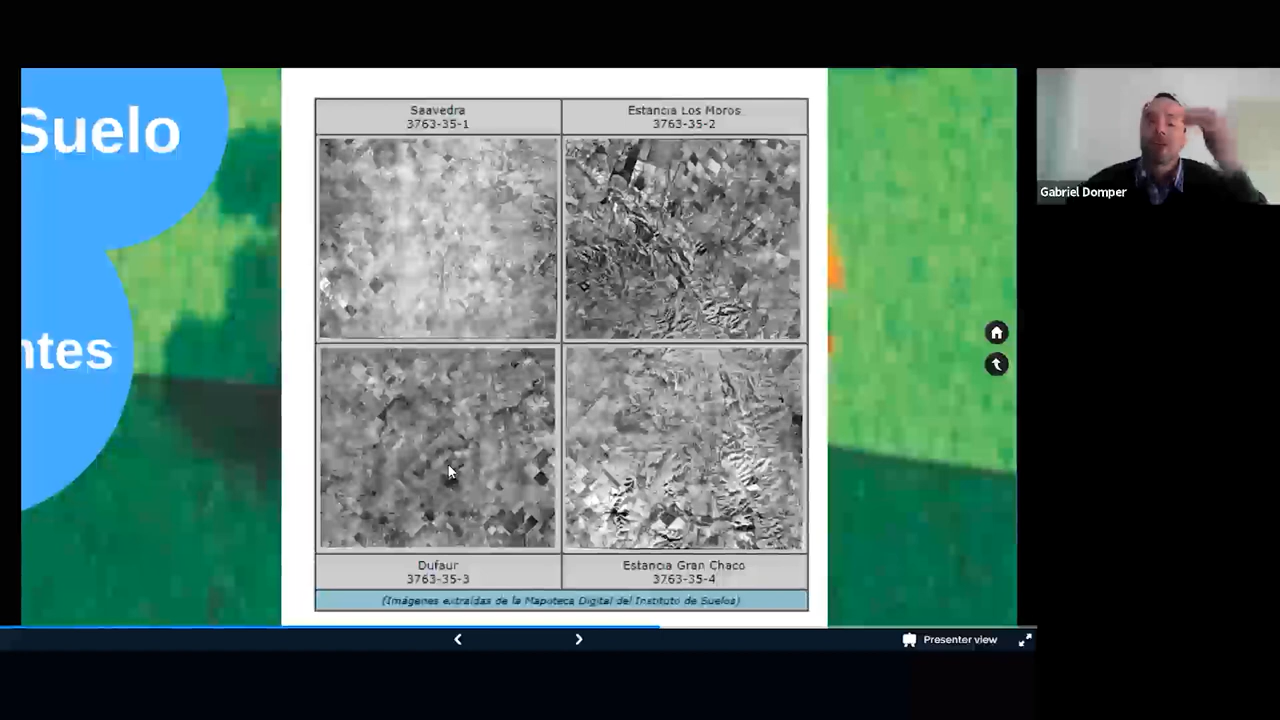 Suelo
ntes
Saavedra
3763-35-1
Estancia Los Moros
3763-35-2
Dufaur
3763-35-3
Estancia Gran Chaco
3763-35-4
(Imágenes extraídas de la Mapoteca Digital del Instituto de Suelos)
Presenter view
Gabriel Domper